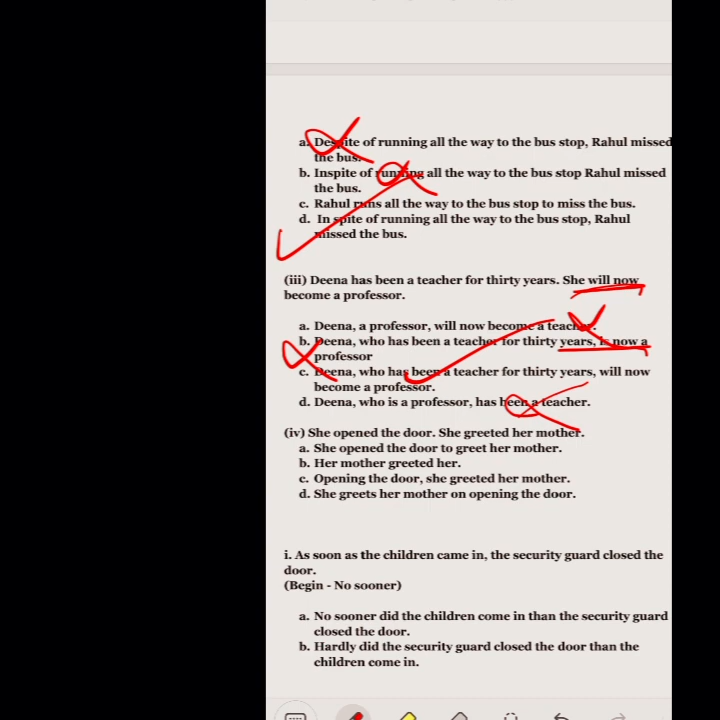 a. Despite of running all the way to the bus stop, Rahul missed
the bus.
b. Inspite of running all the way to the bus stop Rahul missed
the bus.
c. Rahul runs all the way to the bus stop to miss the bus.
d. In spite of running all the way to the bus stop, Rahul
missed the bus.
(iii) Deena has been a teacher for thirty years. She will now
become a professor.
a. Deena, a professor, will now become a teacher.
b. Deena, who has been a teacher for thirty years, is now a
professor
c. Deena, who has been a teacher for thirty years, will now
become a professor.
d. Deena, who is a professor, has been a teacher.
(iv) She opened the door. She greeted her mother.
a. She opened the door to greet her mother.
b. Her mother greeted her.
c. Opening the door, she greeted her mother.
d. She greets her mother on opening the door.
i. As soon as the children came in, the security guard closed the
door.
(Begin - No sooner)
a. No sooner did the children come in than the security guard
closed the door.
b. Hardly did the security guard closed the door than the
children come in.